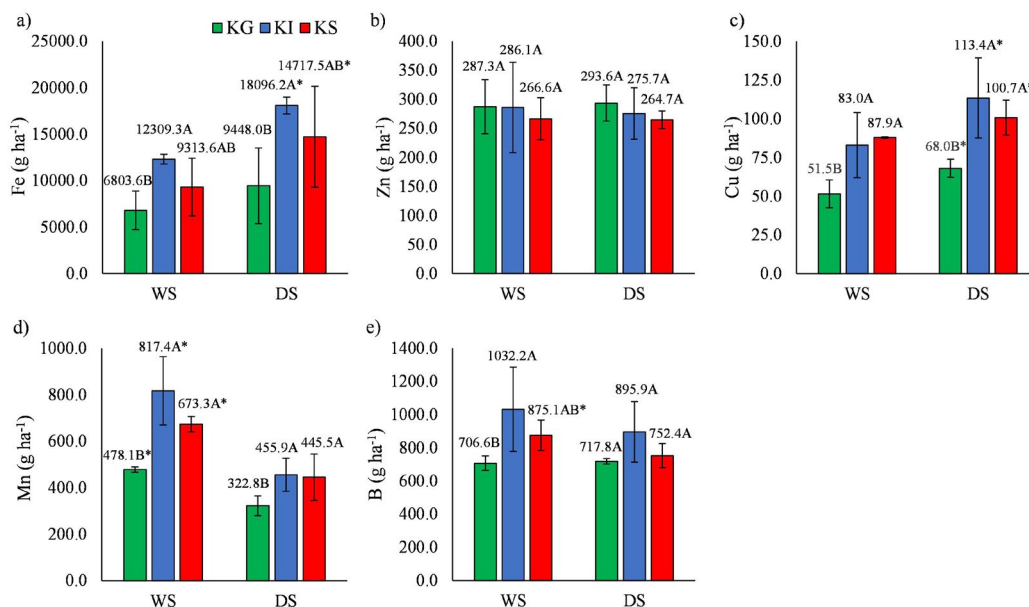 a)
KG KI KS
25000.0
20000.0
15000.0
10000.0
5000.0
0.0
Fe (g ha⁻¹)
6803.6B
12309.3A
9313.6AB
9448.0B
18096.2A*
14717.5AB*
WS DS
b)
400.0
350.0
300.0
250.0
200.0
150.0
100.0
50.0
0.0
Zn (g ha⁻¹)
287.3A
286.1A
266.6A
293.6A
275.7A
264.7A
WS DS
c)
150.0
125.0
100.0
75.0
50.0
25.0
0.0
Cu (g ha⁻¹)
51.5B
83.0A
87.9A
68.0B*
113.4A*
100.7A*
WS DS
d)
1000.0
800.0
600.0
400.0
200.0
0.0
Mn (g ha⁻¹)
478.1B*
817.4A*
673.3A*
322.8B
455.9A
445.5A
WS DS
e)
1400.0
1200.0
1000.0
800.0
600.0
400.0
200.0
0.0
B (g ha⁻¹)
706.6B
1032.2A
875.1AB*
717.8A
895.9A
752.4A
WS DS